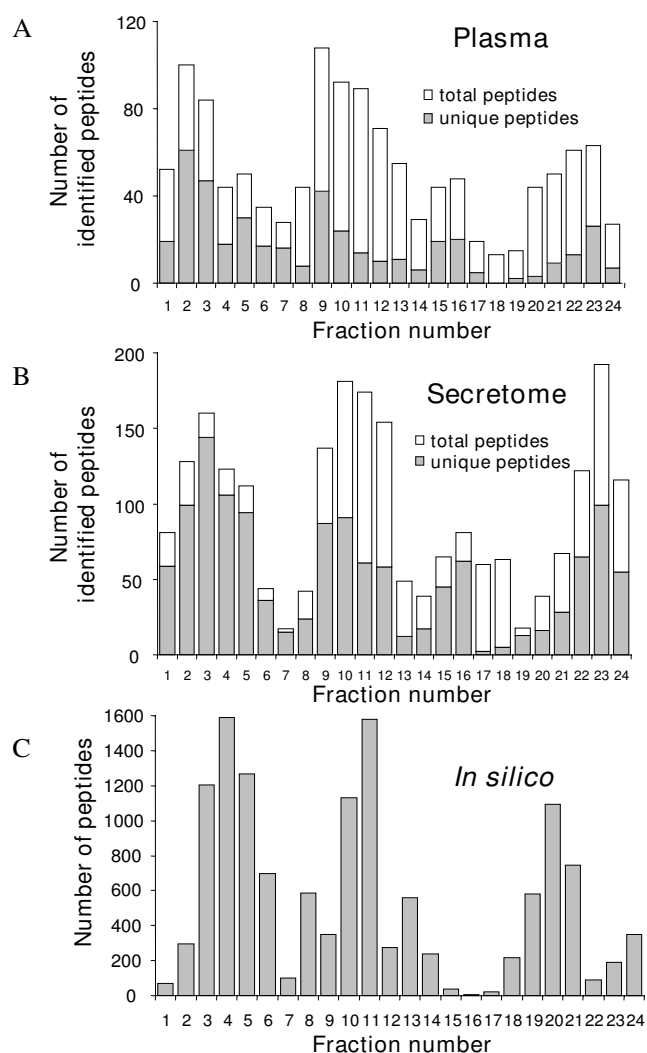 A
Plasma
total peptides
unique peptides
Number of
identified peptides
120
80
40
0
1 2 3 4 5 6 7 8 9 10 11 12 13 14 15 16 17 18 19 20 21 22 23 24
Fraction number
B
Secretome
total peptides
unique peptides
Number of
identified peptides
200
150
100
50
0
1 2 3 4 5 6 7 8 9 10 11 12 13 14 15 16 17 18 19 20 21 22 23 24
Fraction number
C
In silico
Number of peptides
1600
1400
1200
1000
800
600
400
200
0
1 2 3 4 5 6 7 8 9 10 11 12 13 14 15 16 17 18 19 20 21 22 23 24
Fraction number